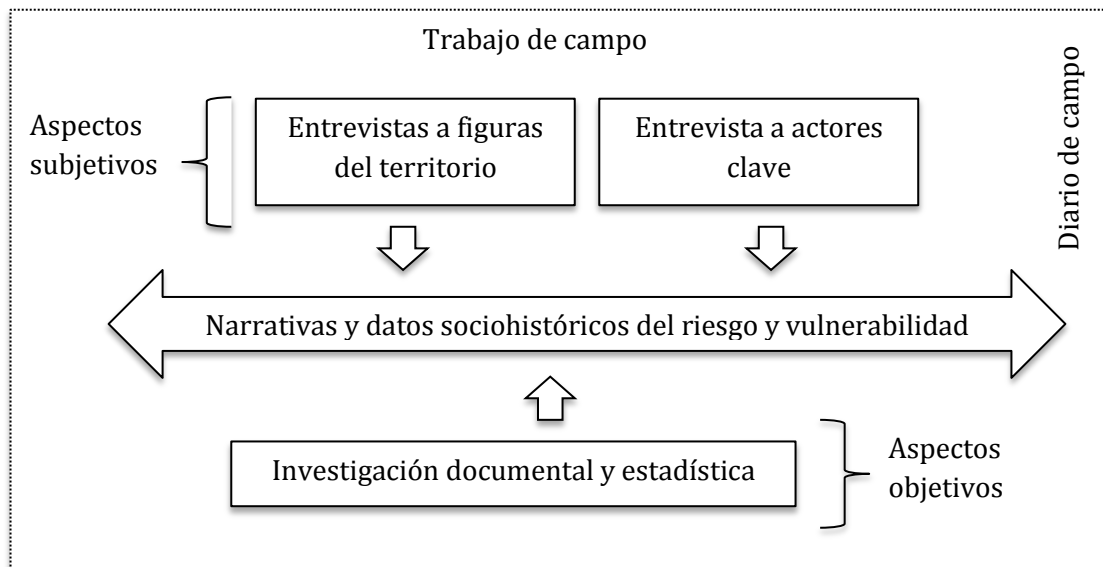 Trabajo de campo
Diario de campo
Aspectos
subjetivos
Entrevistas a figuras
del territorio
Entrevista a actores
clave
Narrativas y datos sociohistóricos del riesgo y vulnerabilidad
Investigación documental y estadística
Aspectos
objetivos